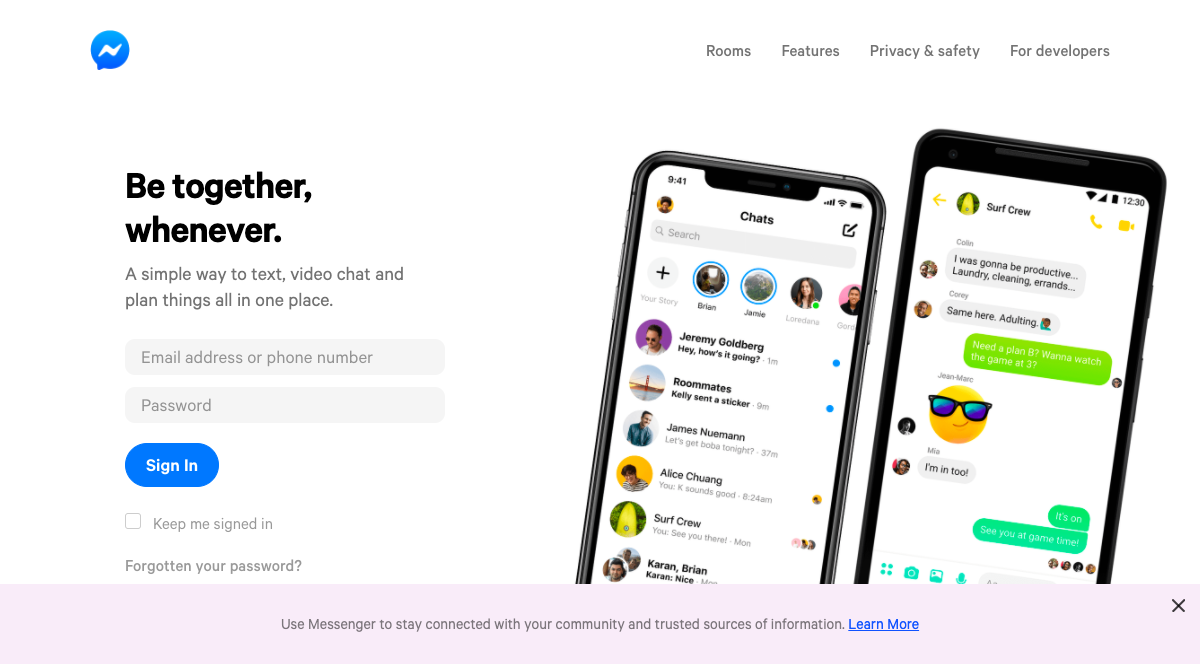 Rooms
Features
Privacy & safety
For developers
Be together,
whenever.
A simple way to text, video chat and
plan things all in one place.
Email address or phone number
Password
Sign In
Keep me signed in
Forgotten your password?
9:41
Chats
Search
Your Story
Brian
Jamie
Loredana
Jeremy Goldberg
Hey, how's it going? · 1m
Roommates
Kelly sent a sticker · 9m
James Nuemann
Let's get boba tonight? · 37m
Alice Chuang
You: K sounds good · 8:24am
Surf Crew
You: See you there! · Mon
Karan, Brian
Karan: Nice · Mon
12:30
Surf Crew
Colin
I was gonna be productive...
Laundry, cleaning, errands...
Corey
Same here. Adulting.
Need a plan B? Wanna watch
the game at 3?
Jean-Marc
Mia
I'm in too!
It's on
See you at game time!
Use Messenger to stay connected with your community and trusted sources of information. Learn More